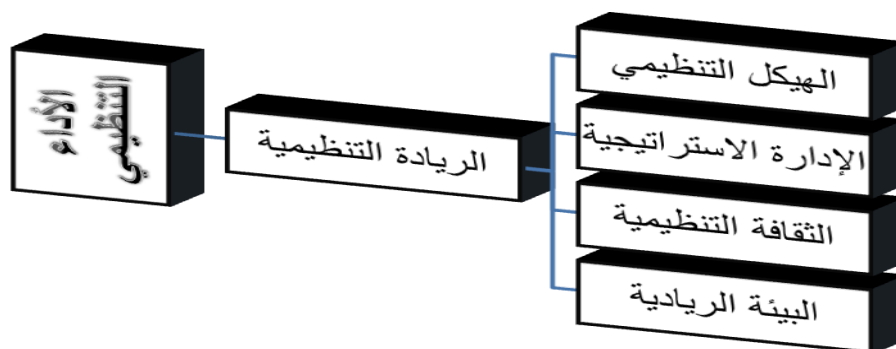 الهيكل التنظيمي
الإدارة الاستراتيجية
الثقافة التنظيمية
البيئة الريادية
الريادة التنظيمية
الأداء
التنظيمي